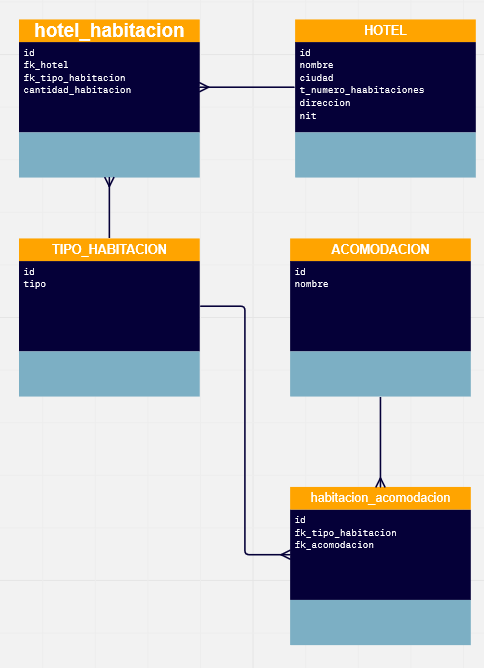 hotel_habitacion
id
fk_hotel
fk_tipo_habitacion
cantidad_habitacion
HOTEL
id
nombre
ciudad
t_numero_haabitaciones
direccion
nit
TIPO_HABITACION
id
tipo
ACOMODACION
id
nombre
habitacion_acomodacion
id
fk_tipo_habitacion
fk_acomodacion